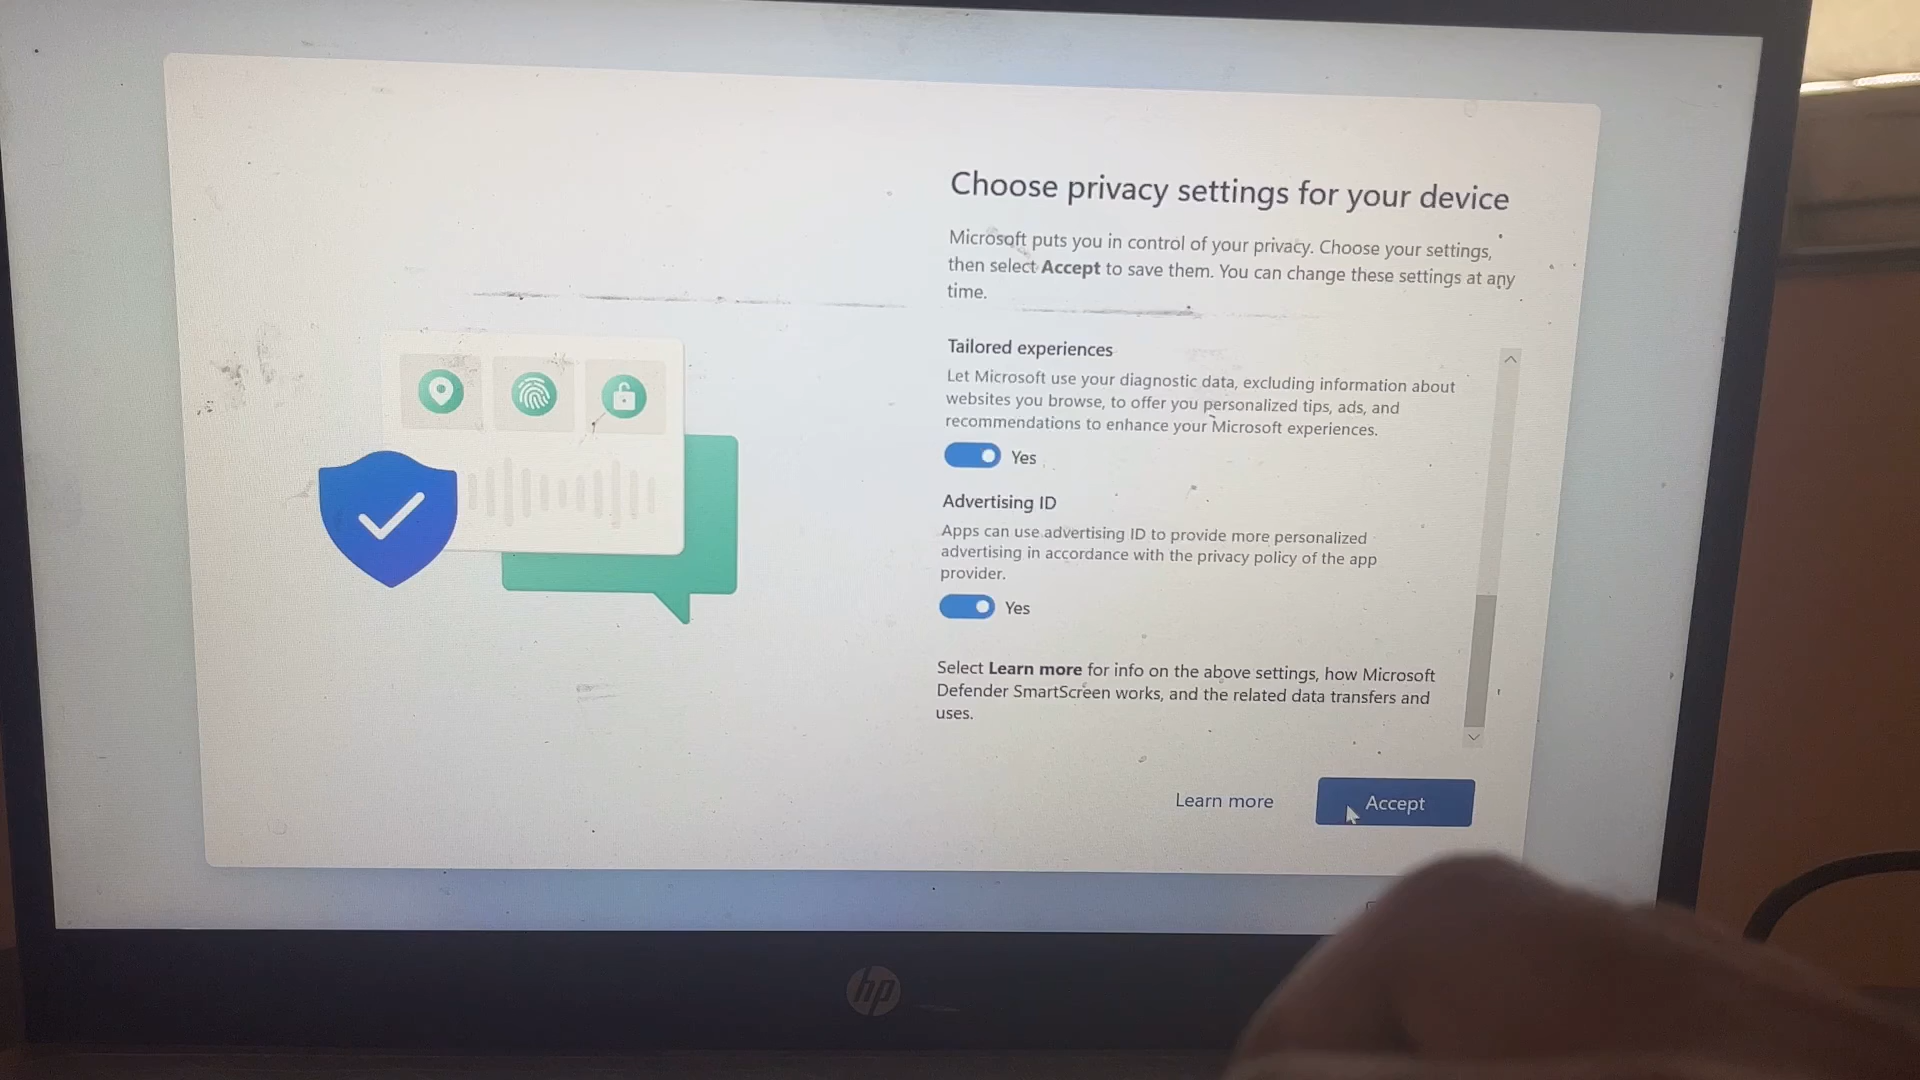 Choose privacy settings for your device
Microsoft puts you in control of your privacy. Choose your settings,
then select Accept to save them. You can change these settings at any
time.
Tailored experiences
Let Microsoft use your diagnostic data, excluding information about
websites you browse, to offer you personalized tips, ads, and
recommendations to enhance your Microsoft experiences.
Yes
Advertising ID
Apps can use advertising ID to provide more personalized
advertising in accordance with the privacy policy of the app
provider.
Yes
Select Learn more for info on the above settings, how Microsoft
Defender SmartScreen works, and the related data transfers and
uses.
Learn more
Accept
hp